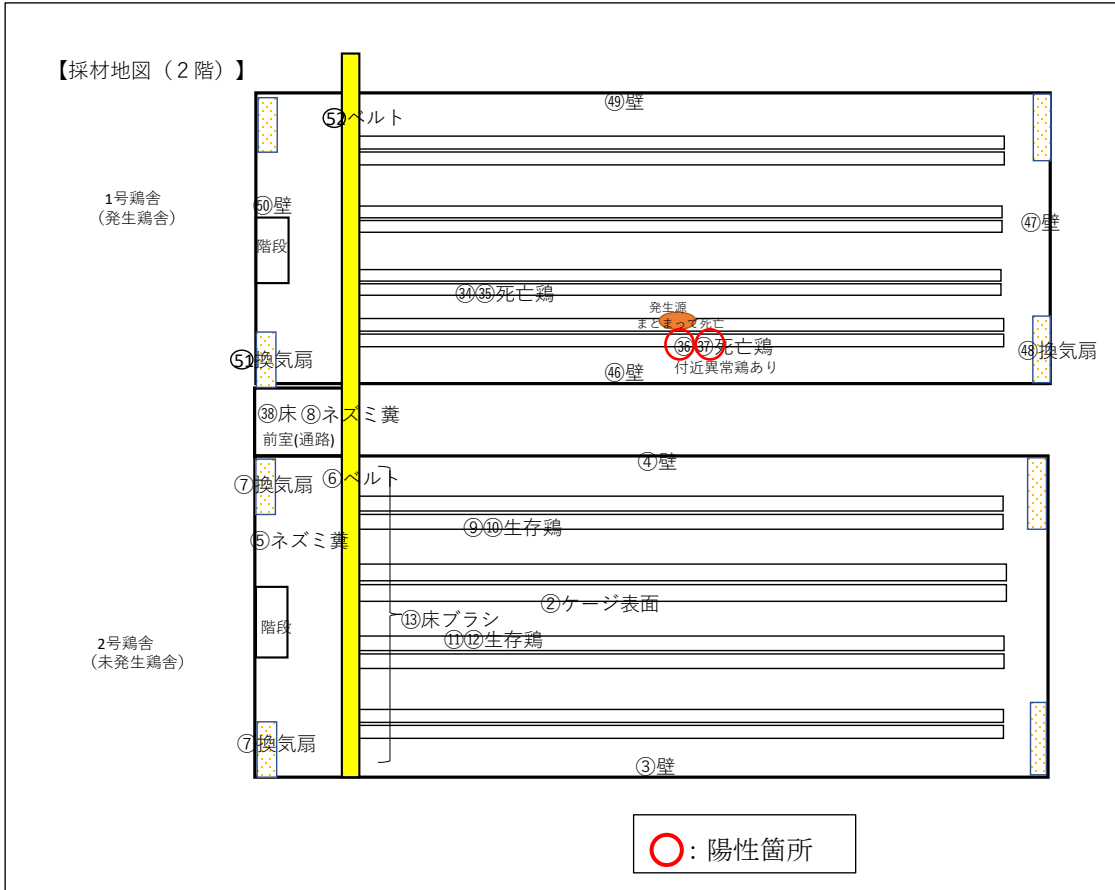 【採材地図（２階）】
㊾壁
㊾ベルト
1号鶏舎
（発生鶏舎）
㊿壁
㊼壁
階段
㉞㉟死亡鶏
発生源
まとまって死亡
㊱㊲死亡鶏
付近異常鶏あり
51換気扇
㊽換気扇
㊻壁
㊳床 ⑧ネズミ糞
前室(通路)
④壁
⑥ベルト
⑦換気扇
⑨⑩生存鶏
⑤ネズミ糞
②ケージ表面
⑬床ブラシ
階段
⑪⑫生存鶏
2号鶏舎
（未発生鶏舎）
⑦換気扇
③壁
：陽性箇所